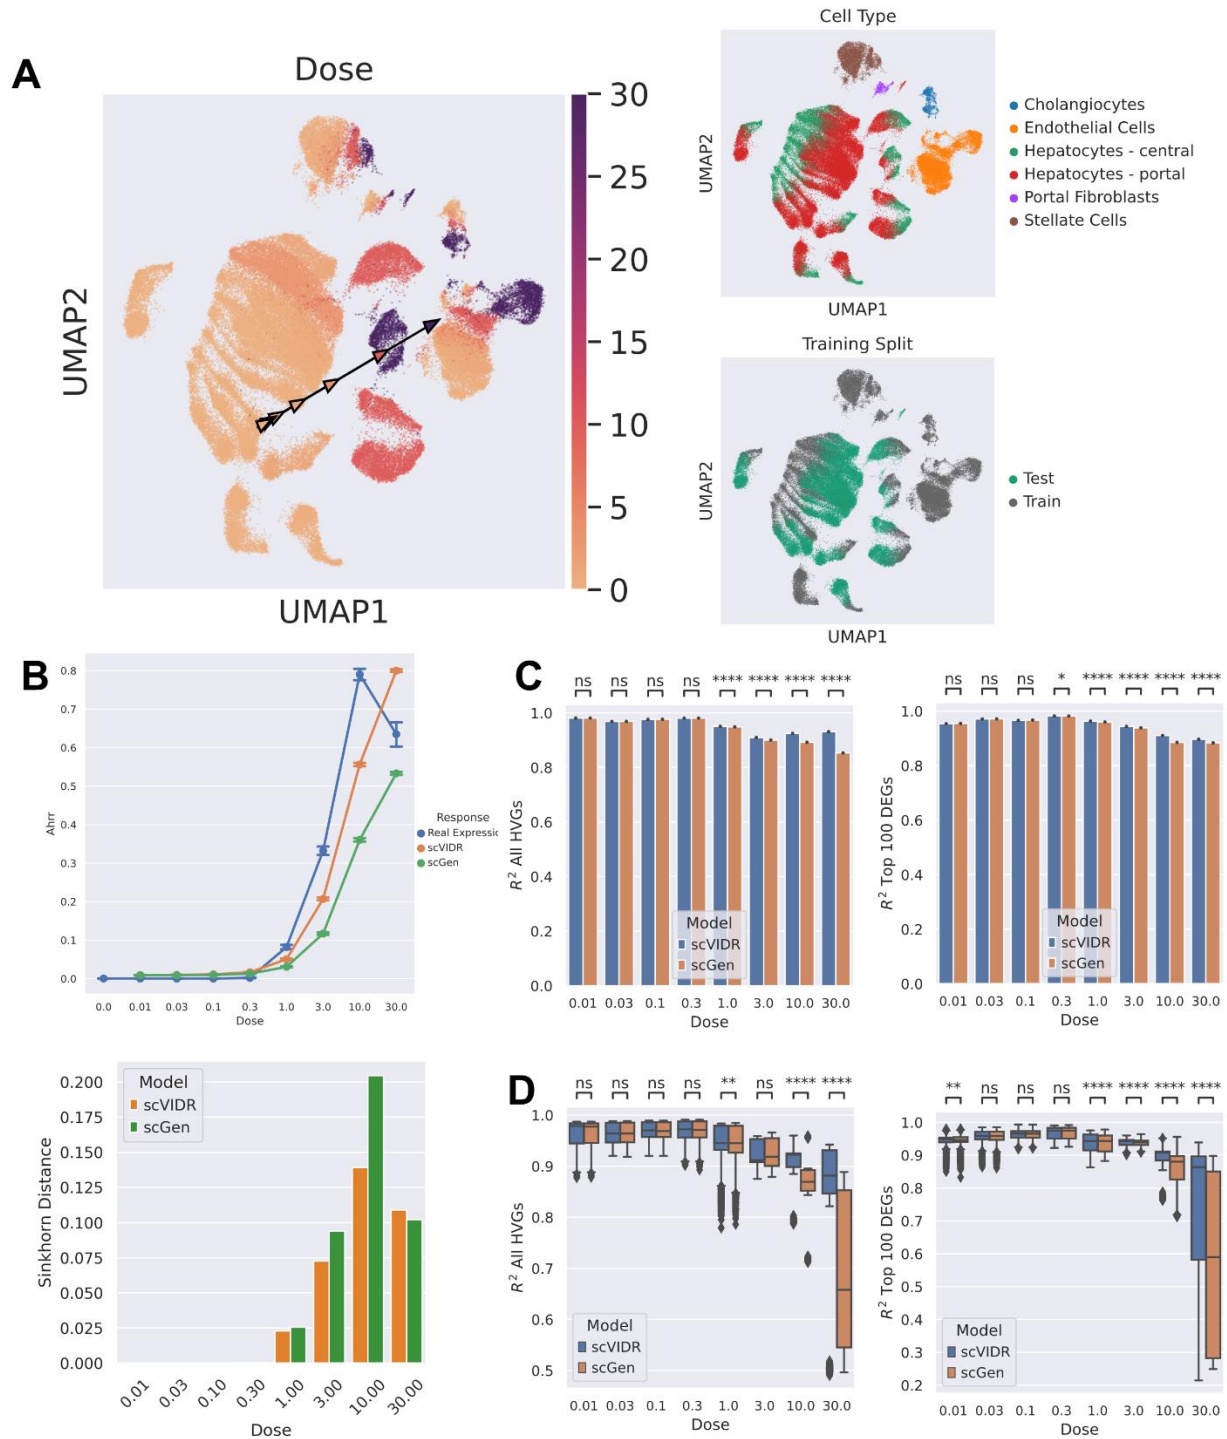 A
Dose
UMAP2
UMAP1
30
25
20
15
10
5
0
Cell Type
UMAP2
UMAP1
Cholangiocytes
Endothelial Cells
Hepatocytes - central
Hepatocytes - portal
Portal Fibroblasts
Stellate Cells
Training Split
UMAP2
UMAP1
Test
Train
B
Ahrr
0.8
0.7
0.6
0.5
0.4
0.3
0.2
0.1
0.0
0.0 0.01 0.03 0.1 0.3 1.0 3.0 10.0 30.0
Dose
Response
Real Expressic
scVIDR
scGen
Sinkhorn Distance
0.200
0.175
0.150
0.125
0.100
0.075
0.050
0.025
0.000
Model
scVIDR
scGen
0.01 0.03 0.10 0.30 1.00 3.00 10.00 30.00
Dose
C
ns ns ns ns **** **** **** ****
R² All HVGs
1.0
0.8
0.6
0.4
0.2
0.0
Model
scVIDR
scGen
0.01 0.03 0.1 0.3 1.0 3.0 10.0 30.0
Dose
ns ns ns * **** **** **** ****
R² Top 100 DEGs
1.0
0.8
0.6
0.4
0.2
0.0
Model
scVIDR
scGen
0.01 0.03 0.1 0.3 1.0 3.0 10.0 30.0
Dose
D
ns ns ns ns ** ns **** ****
R² All HVGs
1.0
0.9
0.8
0.7
0.6
0.5
Model
scVIDR
scGen
0.01 0.03 0.1 0.3 1.0 3.0 10.0 30.0
Dose
** ns ns ns **** **** **** ****
R² Top 100 DEGs
1.0
0.9
0.8
0.7
0.6
0.5
0.4
0.3
0.2
Model
scVIDR
scGen
0.01 0.03 0.1 0.3 1.0 3.0 10.0 30.0
Dose